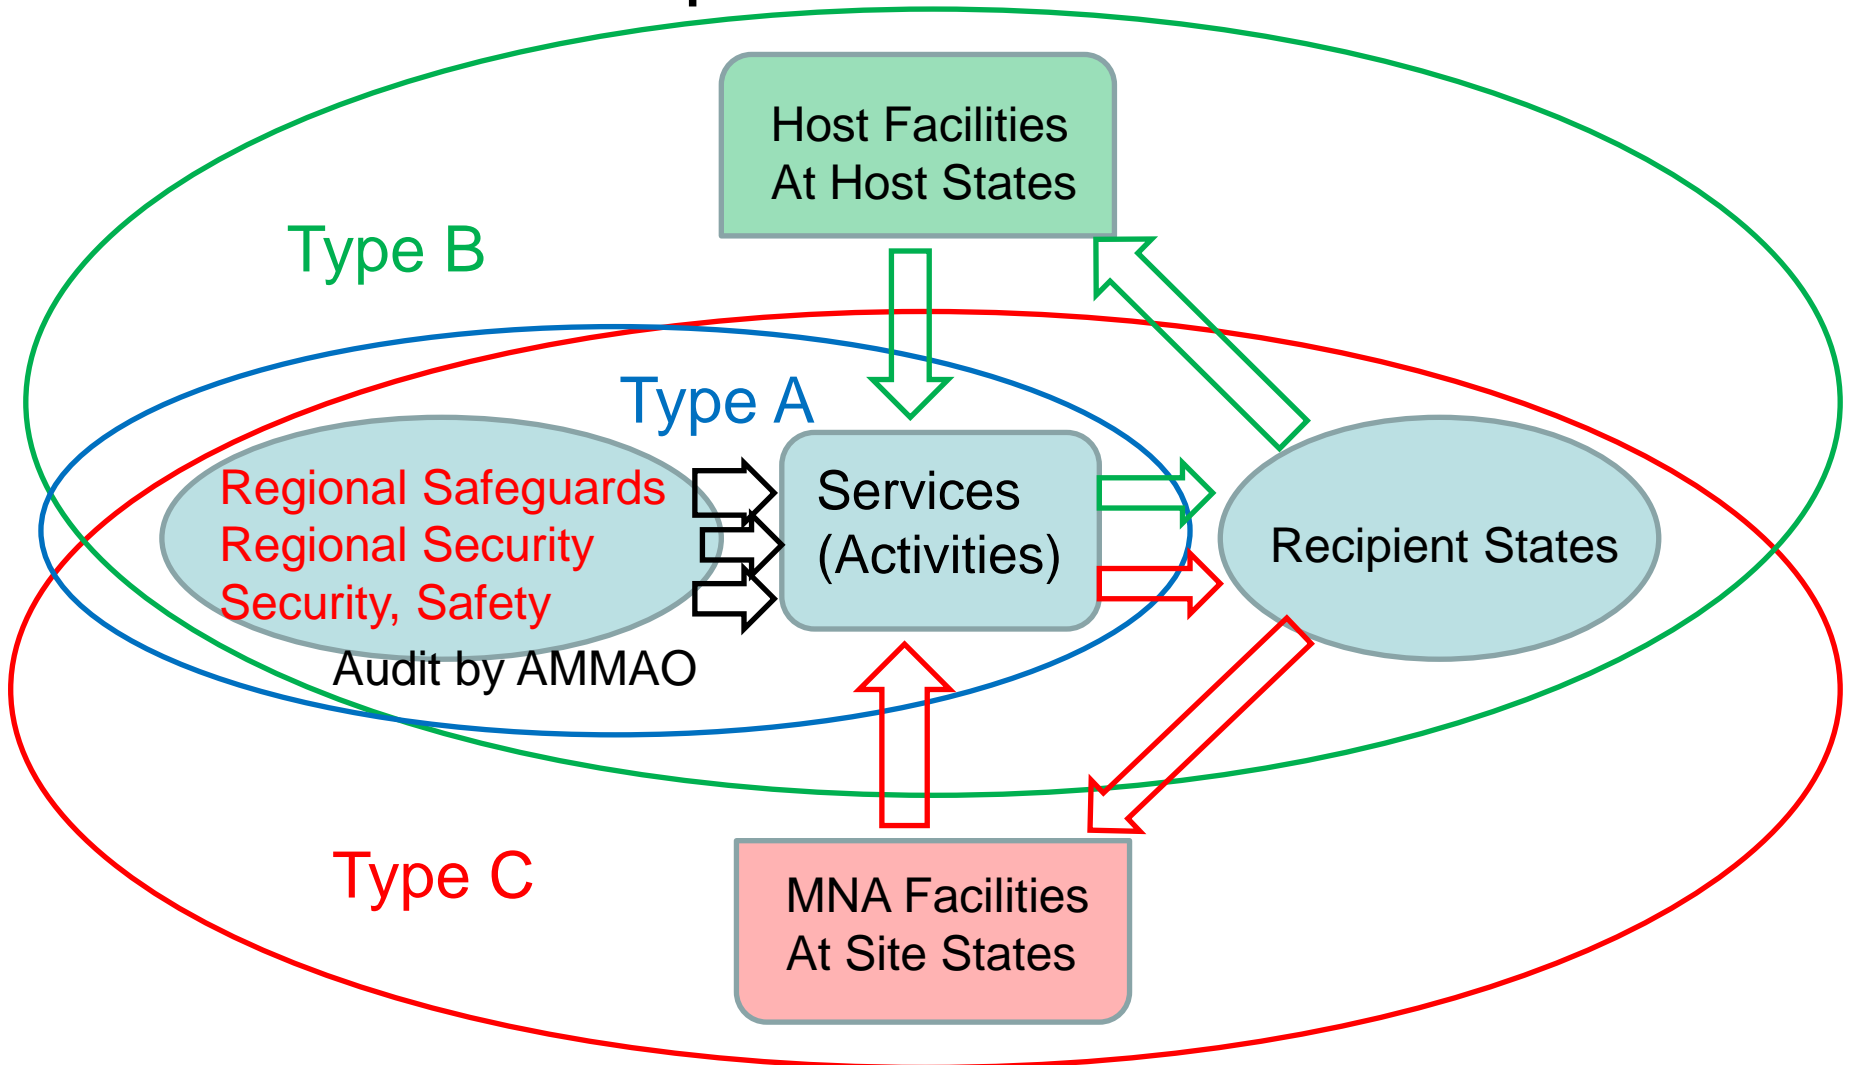 Host Facilities
At Host States
Type B
Type A
Regional Safeguards
Regional Security
Security, Safety
Audit by AMMAO
Services
(Activities)
Recipient States
Type C
MNA Facilities
At Site States